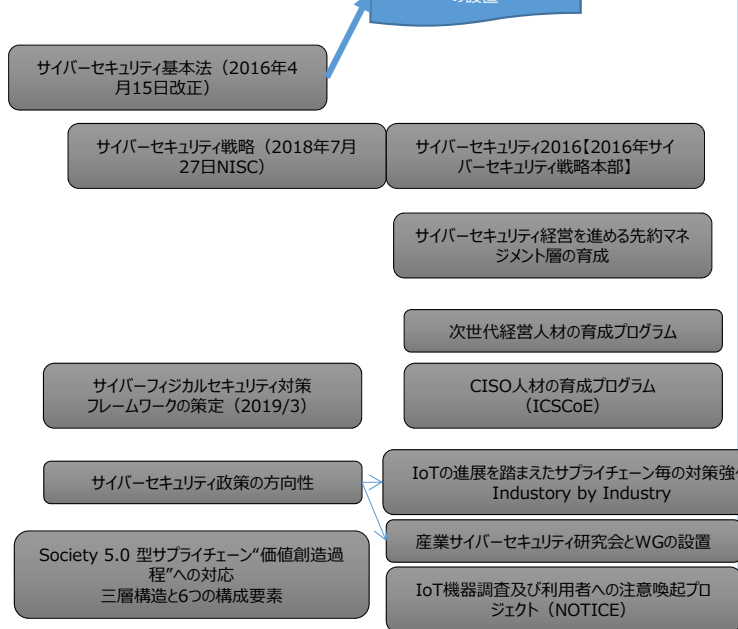 の設置
サイバーセキュリティ基本法（2016年4
月15日改正）
サイバーセキュリティ戦略（2018年7月
27日NISC）
サイバーセキュリティ2016【2016年サイ
バーセキュリティ戦略本部】
サイバーセキュリティ経営を進める先約マネ
ジメント層の育成
次世代経営人材の育成プログラム
サイバーフィジカルセキュリティ対策
フレームワークの策定（2019/3）
CISO人材の育成プログラム
（ICSCoE）
サイバーセキュリティ政策の方向性
IoTの進展を踏まえたサプライチェーン毎の対策強
Industory by Industry
産業サイバーセキュリティ研究会とWGの設置
Society 5.0 型サプライチェーン“価値創造過
程”への対応
三層構造と6つの構成要素
IoT機器調査及び利用者への注意喚起プロ
ジェクト（NOTICE）